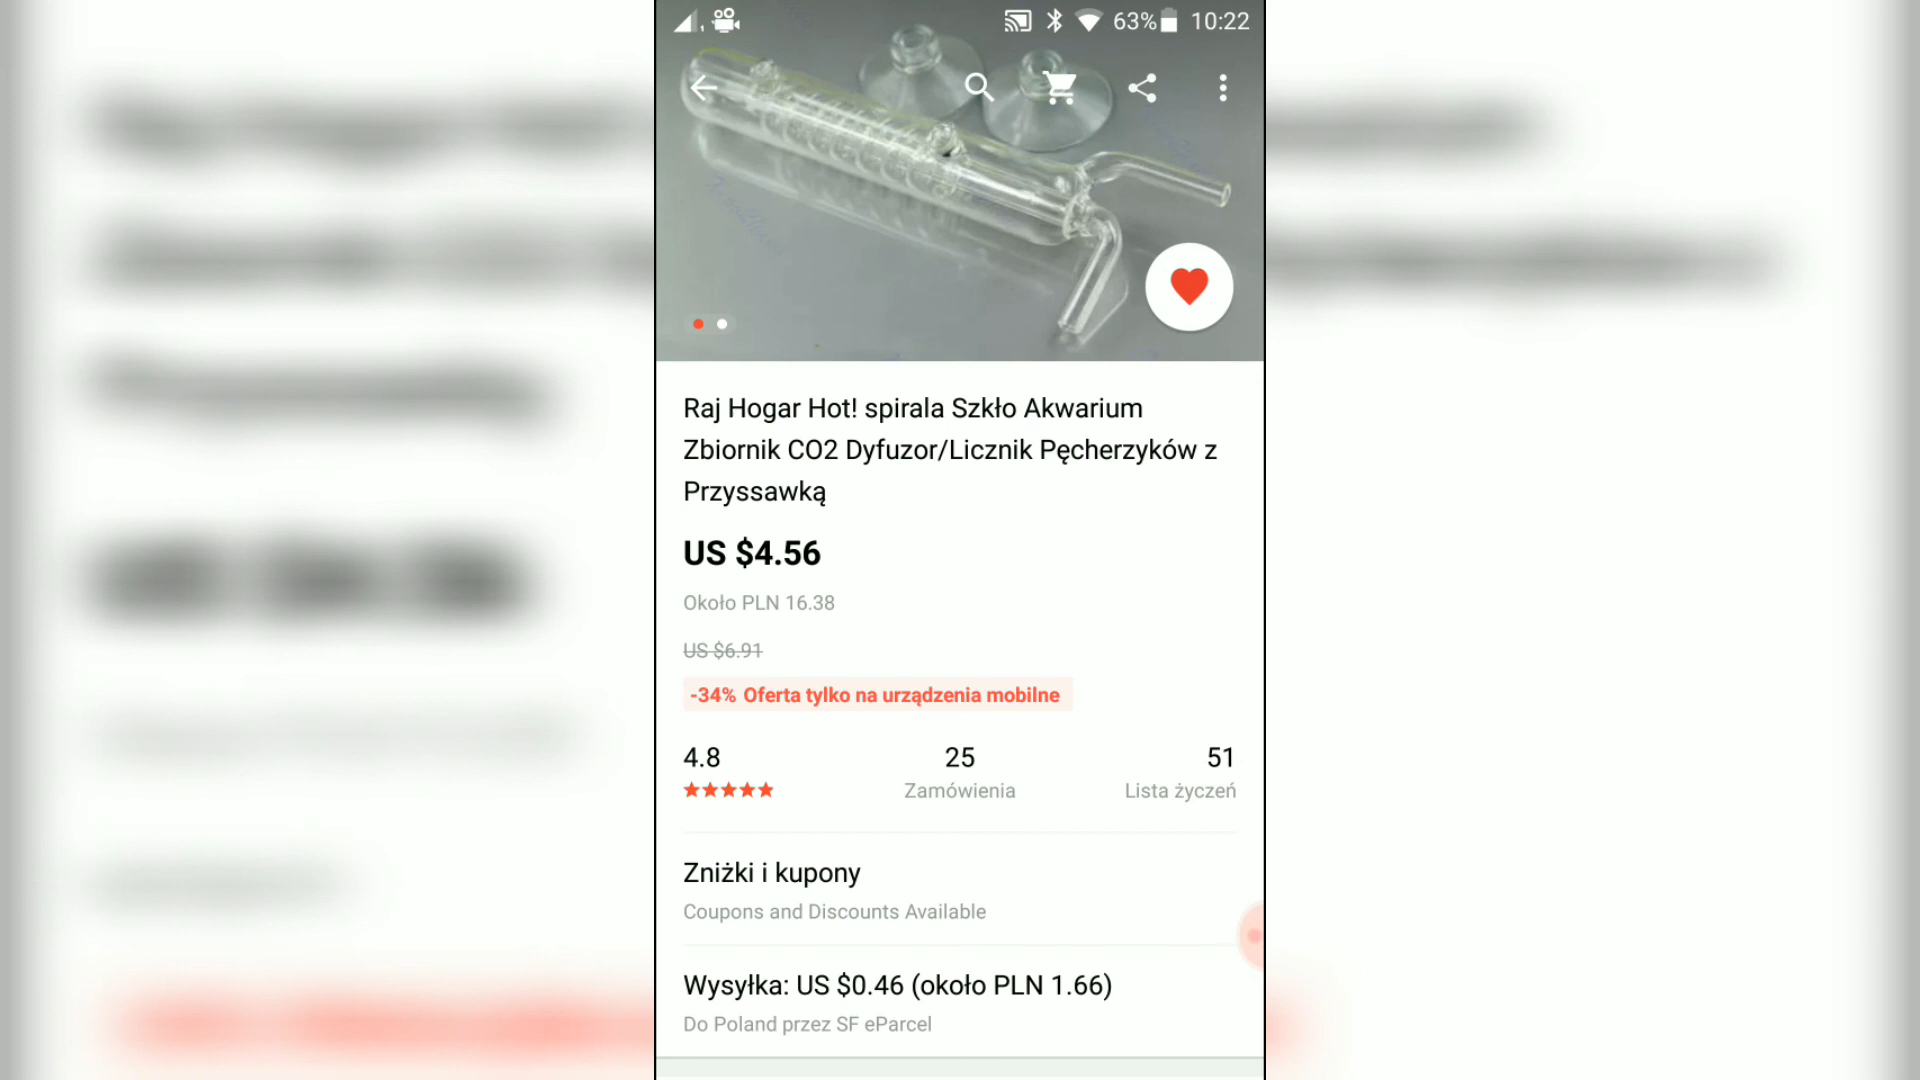 63% 10:22
Raj Hogar Hot! spirala Szkło Akwarium
Zbiornik CO2 Dyfuzor/Licznik Pęcherzyków z
Przyssawką
US $4.56
Około PLN 16.38
US $6.91
-34% Oferta tylko na urządzenia mobilne
4.8 25 51
Zamówienia Lista życzeń
Zniżki i kupony
Coupons and Discounts Available
Wysyłka: US $0.46 (około PLN 1.66)
Do Poland przez SF eParcel